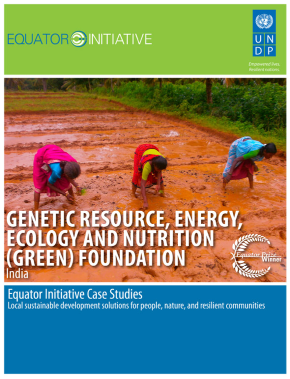 EQUATOR INITIATIVE
U N
D P
Empowered lives.
Resilient nations.
GENETIC RESOURCE, ENERGY,
ECOLOGY AND NUTRITION
(GREEN) FOUNDATION
India
Equator Prize
Winner
Equator Initiative Case Studies
Local sustainable development solutions for people, nature, and resilient communities